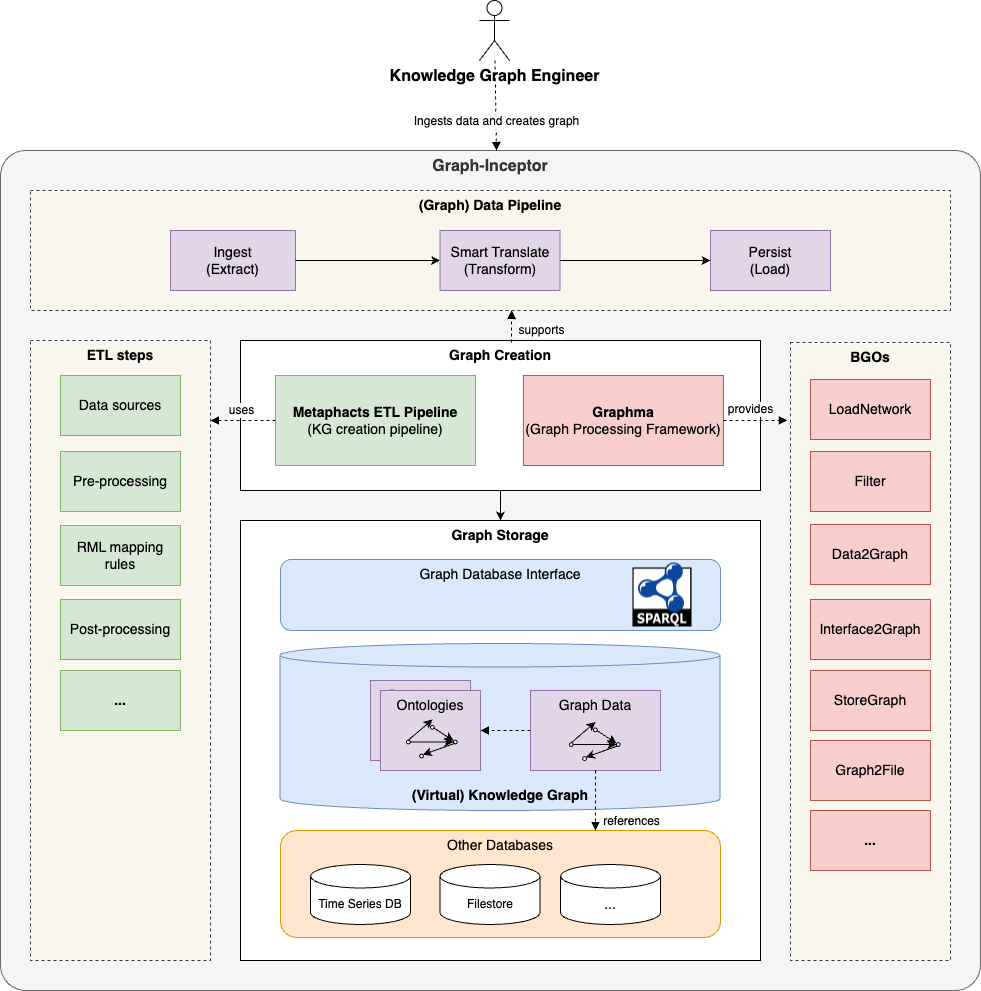 Knowledge Graph Engineer
Ingests data and creates graph
Graph-Inceptor
(Graph) Data Pipeline
Ingest
(Extract)
Smart Translate
(Transform)
Persist
(Load)
supports
ETL steps
Data sources
Pre-processing
RML mapping
rules
Post-processing
...
uses
Graph Creation
Metaphacts ETL Pipeline
(KG creation pipeline)
Graphma
(Graph Processing Framework)
provides
BGOs
LoadNetwork
Filter
Data2Graph
Interface2Graph
StoreGraph
Graph2File
...
Graph Storage
Graph Database Interface
SPARQL
Ontologies
Graph Data
(Virtual) Knowledge Graph
references
Other Databases
Time Series DB
Filestore
...